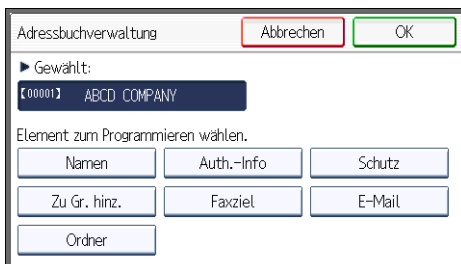 Adressbuchverwaltung Abbrechen OK
▶ Gewählt:
【00001】 ABCD COMPANY
Element zum Programmieren wählen.
Namen Auth.-Info Schutz
Zu Gr. hinz. Faxziel E-Mail
Ordner